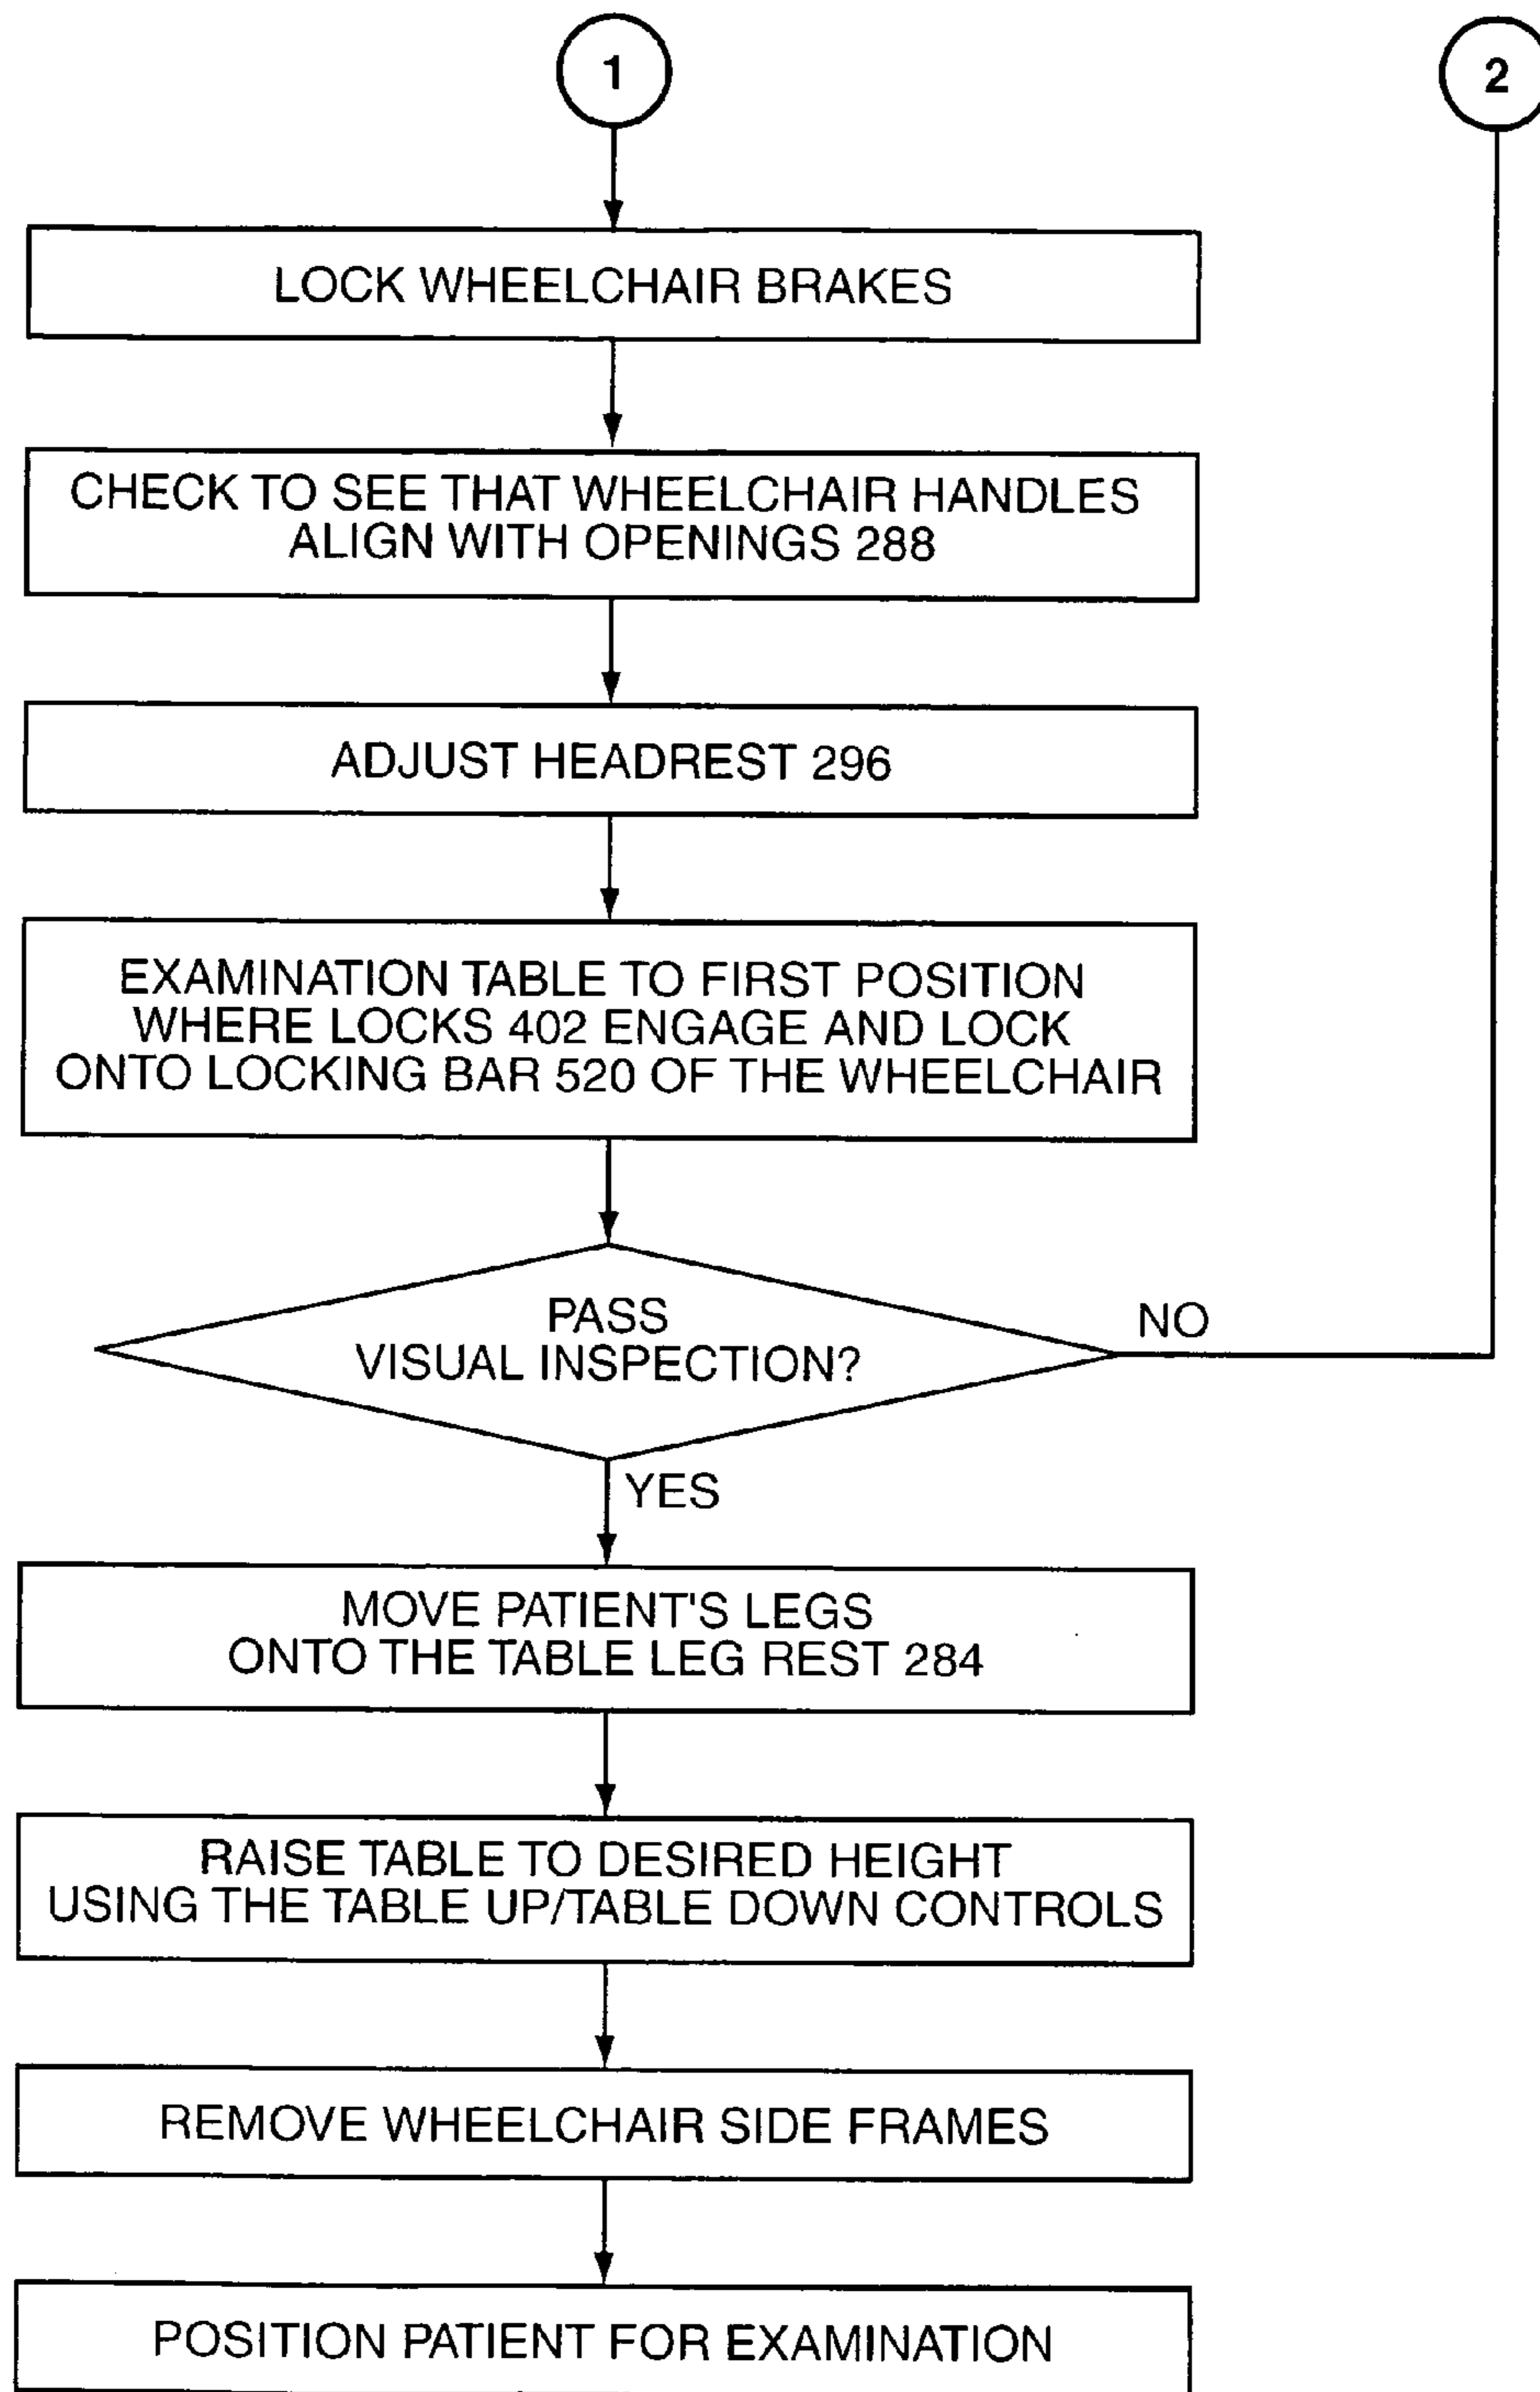 1
2
LOCK WHEELCHAIR BRAKES
CHECK TO SEE THAT WHEELCHAIR HANDLES
ALIGN WITH OPENINGS 288
ADJUST HEADREST 296
EXAMINATION TABLE TO FIRST POSITION
WHERE LOCKS 402 ENGAGE AND LOCK
ONTO LOCKING BAR 520 OF THE WHEELCHAIR
PASS
VISUAL INSPECTION?
NO
YES
MOVE PATIENT'S LEGS
ONTO THE TABLE LEG REST 284
RAISE TABLE TO DESIRED HEIGHT
USING THE TABLE UP/TABLE DOWN CONTROLS
REMOVE WHEELCHAIR SIDE FRAMES
POSITION PATIENT FOR EXAMINATION